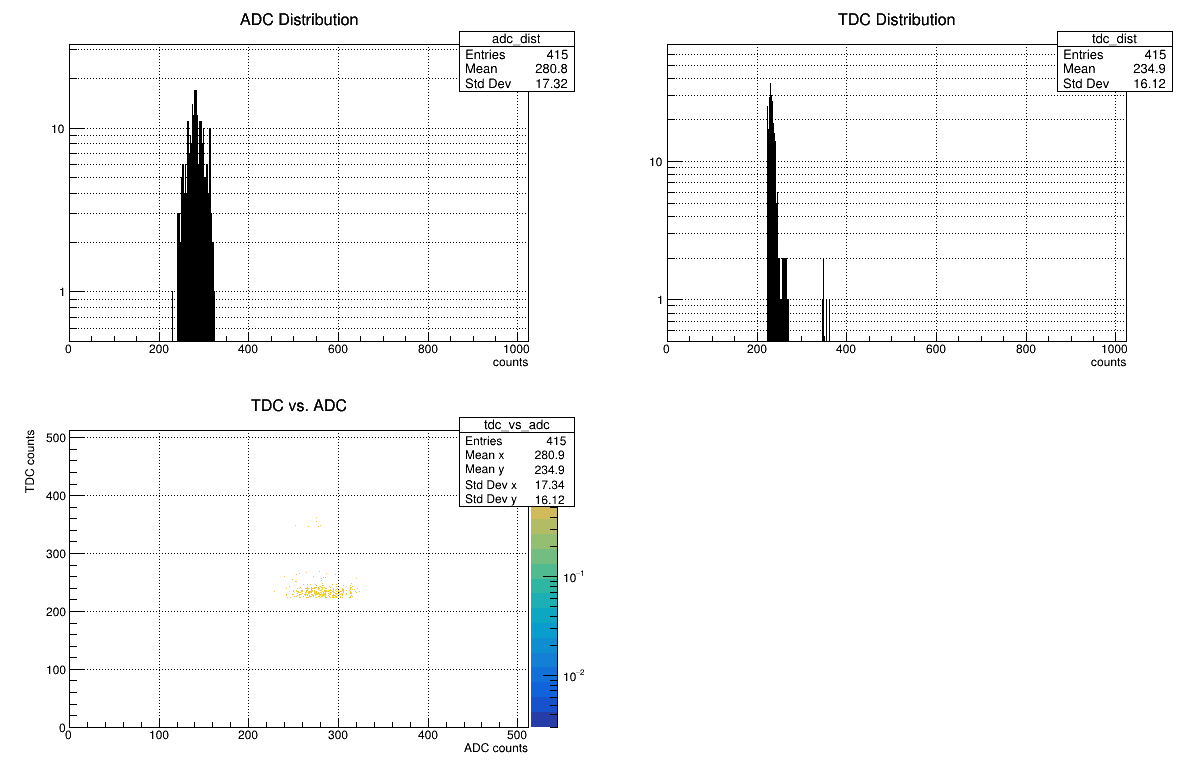 ADC Distribution
adc_dist
Entries 415
Mean 280.8
Std Dev 17.32
10
1
0 200 400 600 800 1000
counts
TDC Distribution
tdc_dist
Entries 415
Mean 234.9
Std Dev 16.12
10
1
0 200 400 600 800 1000
counts
TDC vs. ADC
tdc_vs_adc
Entries 415
Mean x 280.9
Mean y 234.9
Std Dev x 17.34
Std Dev y 16.12
TDC counts
500
400
300
200
100
0
0 100 200 300 400 500
ADC counts
10⁻¹
10⁻²